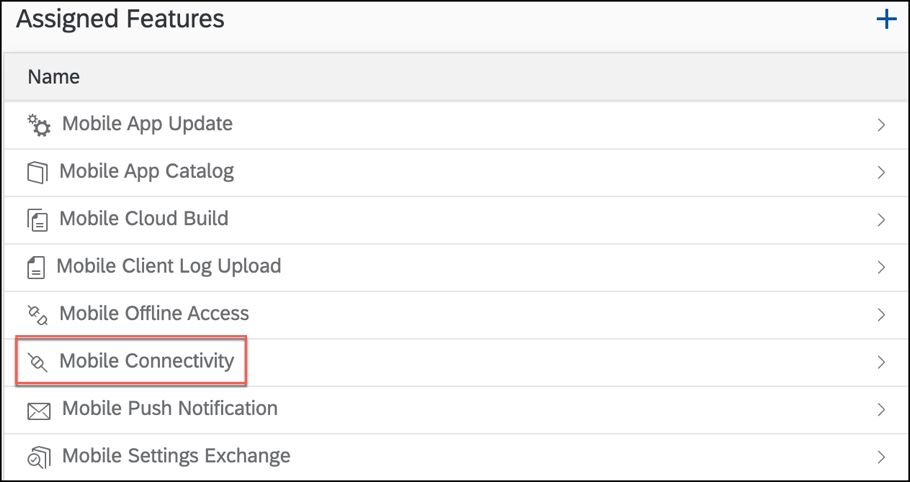 Assigned Features
Name
Mobile App Update
Mobile App Catalog
Mobile Cloud Build
Mobile Client Log Upload
Mobile Offline Access
Mobile Connectivity
Mobile Push Notification
Mobile Settings Exchange